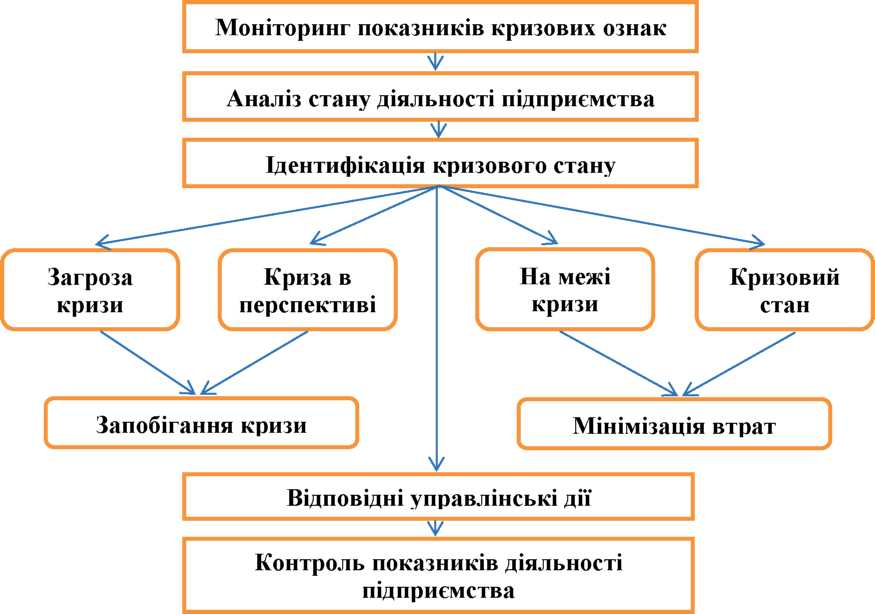 Моніторинг показників кризових ознак
Аналіз стану діяльності підприємства
Ідентифікація кризового стану
Загроза
кризи
Криза в
перспективі
На межі
кризи
Кризовий
стан
Запобігання кризи
Мінімізація втрат
Відповідні управлінські дії
Контроль показників діяльності
підприємства